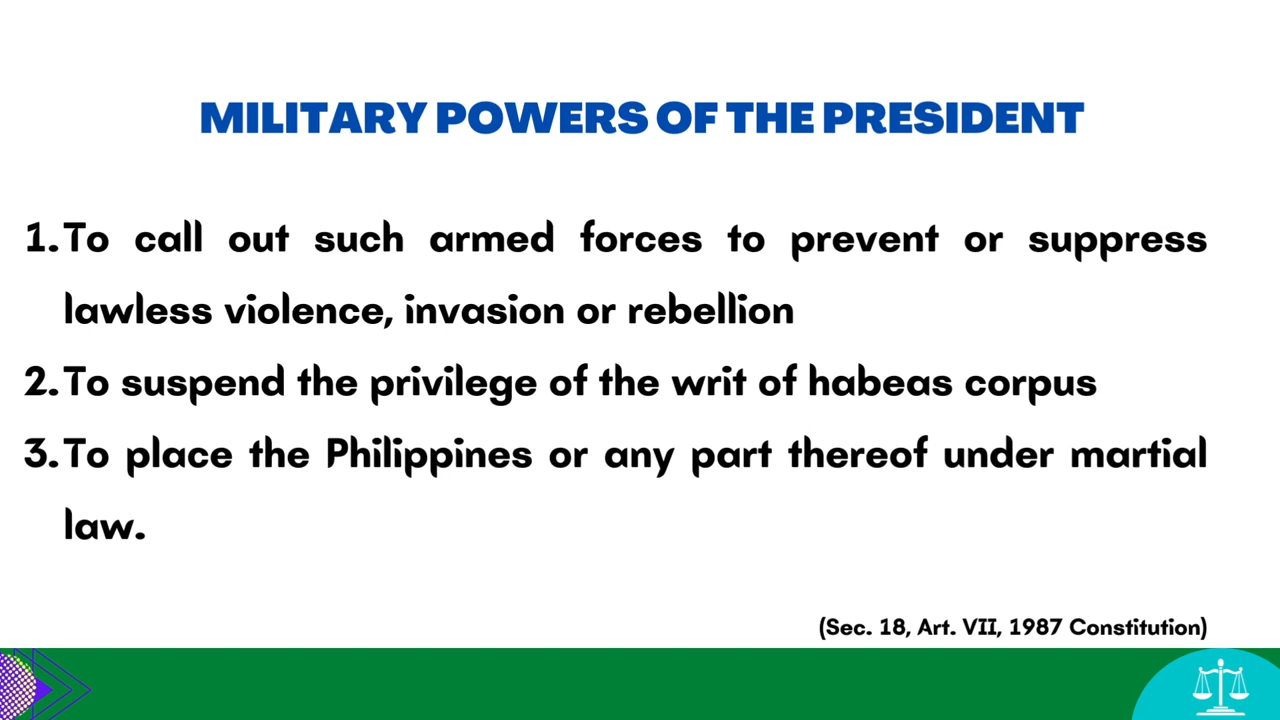 MILITARY POWERS OF THE PRESIDENT
1. To call out such armed forces to prevent or suppress
lawless violence, invasion or rebellion
2. To suspend the privilege of the writ of habeas corpus
3. To place the Philippines or any part thereof under martial
law.
(Sec. 18, Art. VII, 1987 Constitution)